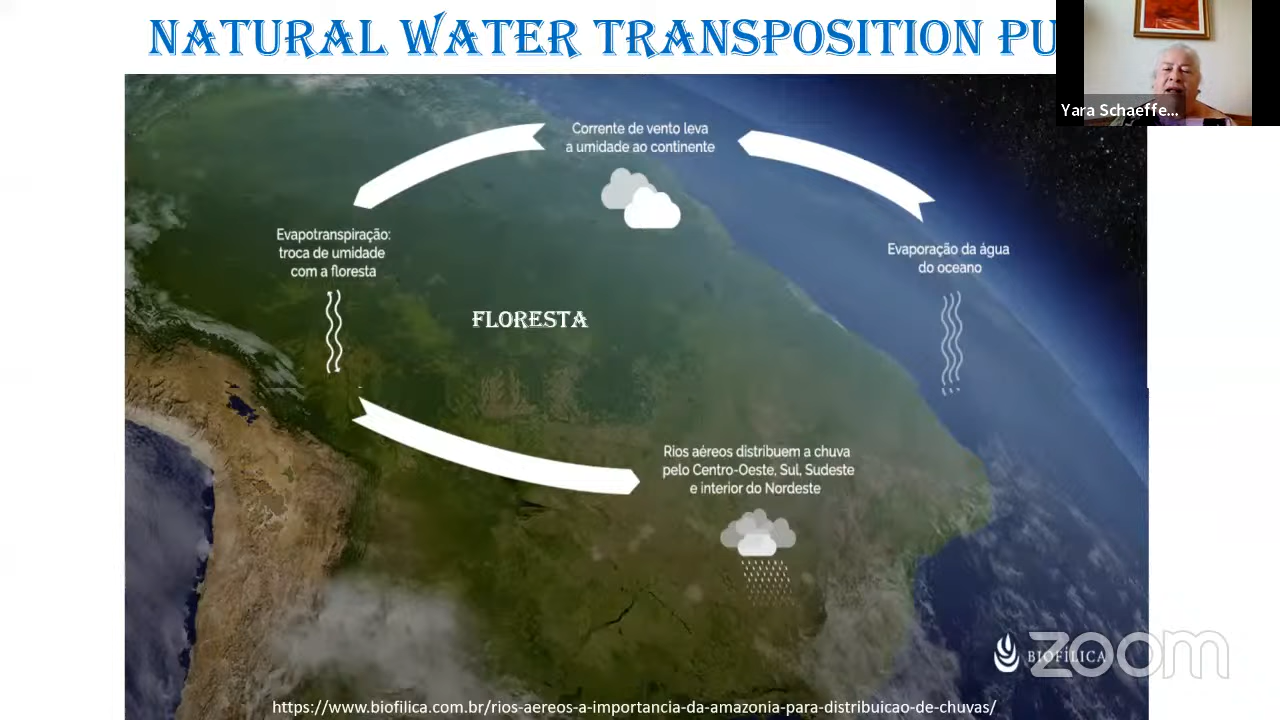 NATURAL WATER TRANSPOSITION PU
Yara Schaeffe...
Corrente de vento leva
a umidade ao continente
Evapotranspiração:
troca de umidade
com a floresta
Evaporação da água
do oceano
FLORESTA
Rios aéreos distribuem a chuva
pelo Centro-Oeste, Sul, Sudeste
e interior do Nordeste
BIOFÍLICA
zoom
https://www.biofilica.com.br/rios-aereos-a-importancia-da-amazonia-para-distribuicao-de-chuvas/